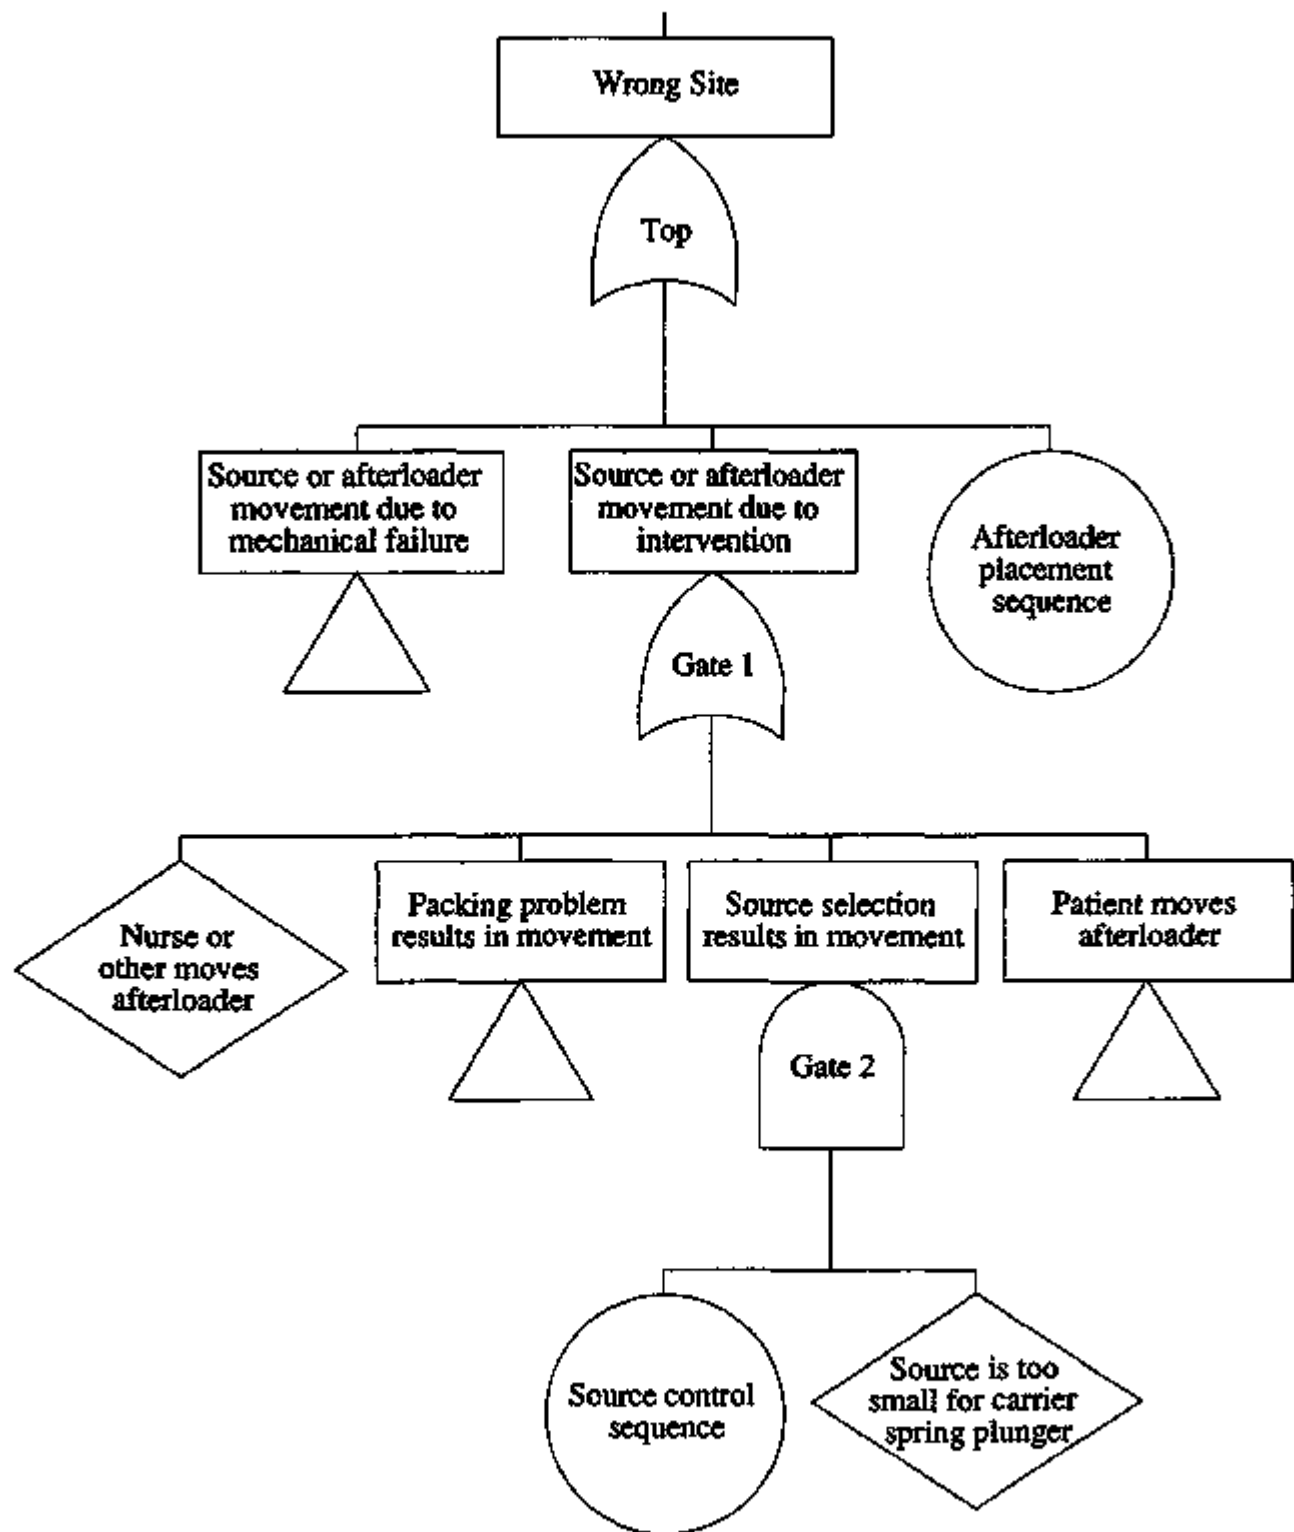 Wrong Site
Top
Source or afterloader
movement due to
mechanical failure
Source or afterloader
movement due to
intervention
Afterloader
placement
sequence
Gate 1
Nurse or
other moves
afterloader
Packing problem
results in movement
Source selection
results in movement
Patient moves
afterloader
Gate 2
Source control
sequence
Source is too
small for carrier
spring plunger